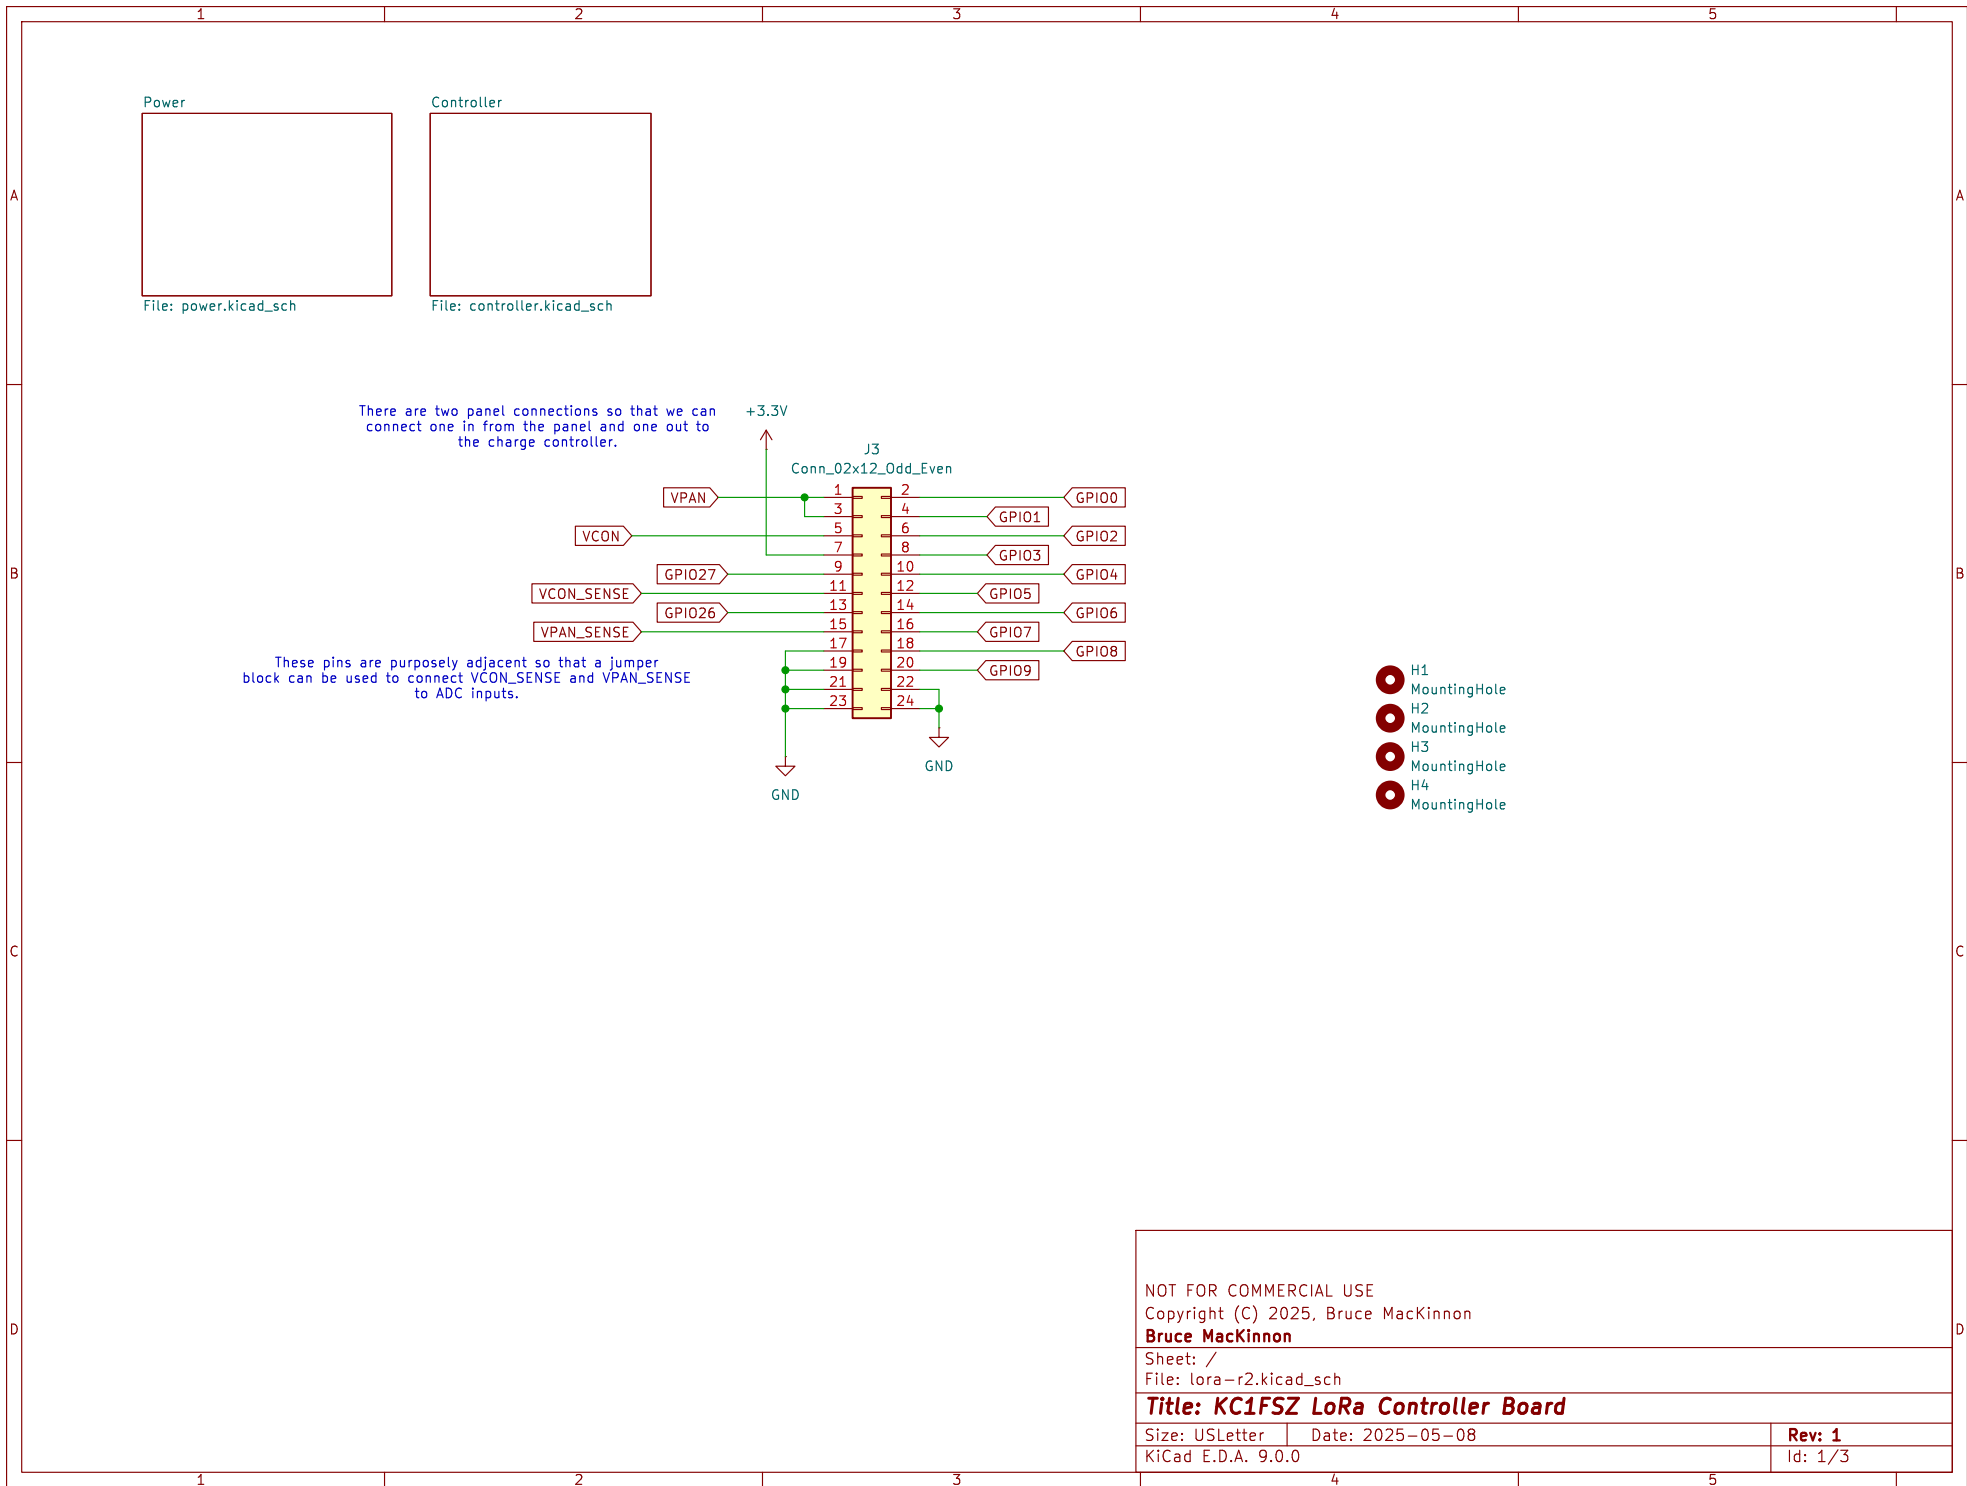 1 2 3 4 5
A A
Power
Controller
File: power.kicad_sch
File: controller.kicad_sch
There are two panel connections so that we can
connect one in from the panel and one out to
the charge controller.
+3.3V
J3
Conn_02x12_Odd_Even
VPAN 1 2 GPIO0
3 4 GPIO1
VCON 5 6 GPIO2
7 8 GPIO3
B B
GPIO27 9 10 GPIO4
VCON_SENSE 11 12 GPIO5
GPIO26 13 14 GPIO6
VPAN_SENSE 15 16 GPIO7
17 18 GPIO8
19 20 GPIO9
21 22
23 24
These pins are purposely adjacent so that a jumper
block can be used to connect VCON_SENSE and VPAN_SENSE
to ADC inputs.
GND
GND
H1
MountingHole
H2
MountingHole
H3
MountingHole
H4
MountingHole
C C
NOT FOR COMMERCIAL USE
Copyright (C) 2025, Bruce MacKinnon
Bruce MacKinnon
D D
Sheet: /
File: lora-r2.kicad_sch
Title: KC1FSZ LoRa Controller Board
Size: USLetter Date: 2025-05-08 Rev: 1
KiCad E.D.A. 9.0.0 Id: 1/3
1 2 3 4 5